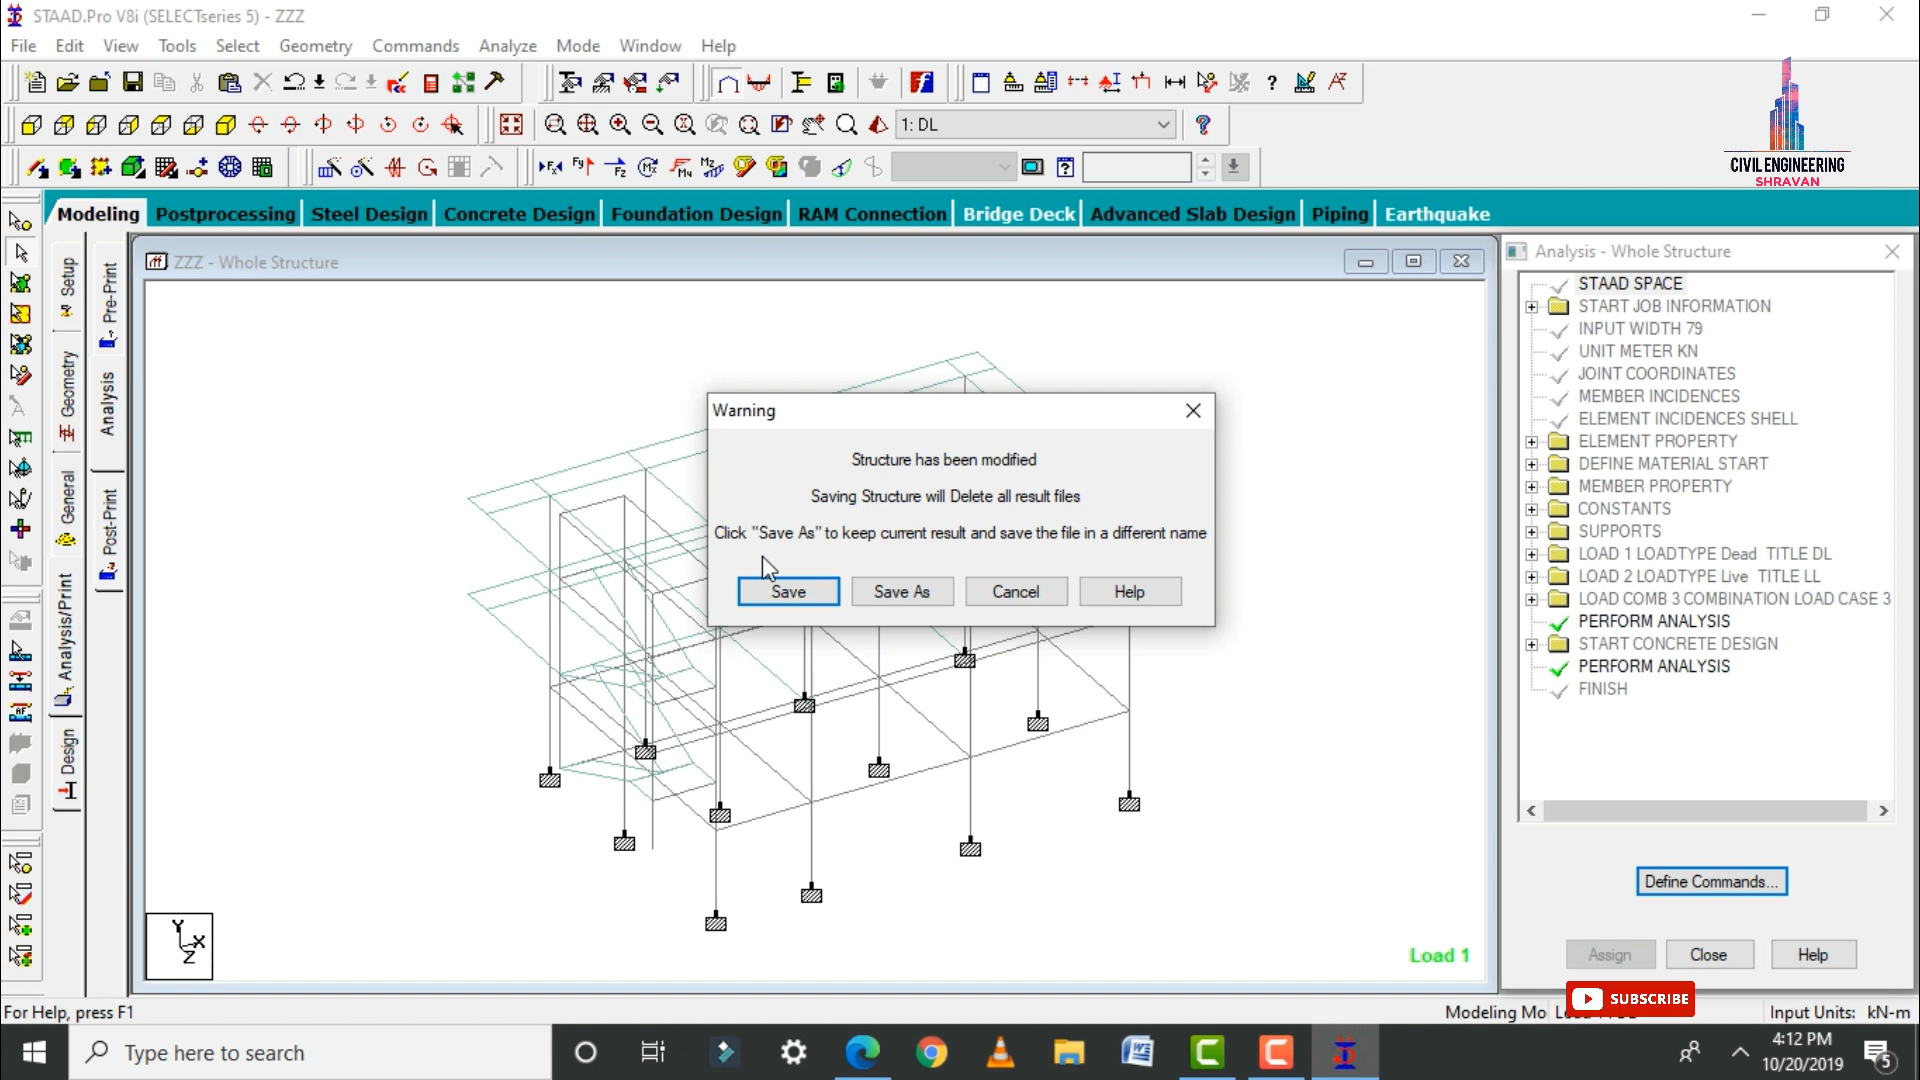 STAAD.Pro V8i (SELECTseries 5) - ZZZ
File Edit View Tools Select Geometry Commands Analyze Mode Window Help
1: DL
CIVIL ENGINEERING
SHRAVAN
Modeling Postprocessing Steel Design Concrete Design Foundation Design RAM Connection Bridge Deck Advanced Slab Design Piping Earthquake
Setup
Geometry
General
Analysis/Print
Design
Pre-Print
Analysis
Post-Print
ZZZ - Whole Structure
Warning
Structure has been modified
Saving Structure will Delete all result files
Click "Save As" to keep current result and save the file in a different name
Save Save As Cancel Help
Y
X
Z
Load 1
Analysis - Whole Structure
STAAD SPACE
START JOB INFORMATION
INPUT WIDTH 79
UNIT METER KN
JOINT COORDINATES
MEMBER INCIDENCES
ELEMENT INCIDENCES SHELL
ELEMENT PROPERTY
DEFINE MATERIAL START
MEMBER PROPERTY
CONSTANTS
SUPPORTS
LOAD 1 LOADTYPE Dead TITLE DL
LOAD 2 LOADTYPE Live TITLE LL
LOAD COMB 3 COMBINATION LOAD CASE 3
PERFORM ANALYSIS
START CONCRETE DESIGN
PERFORM ANALYSIS
FINISH
Define Commands...
Assign Close Help
SUBSCRIBE
For Help, press F1
Modeling Mo
Input Units: kN-m
Type here to search
4:12 PM
10/20/2019
5